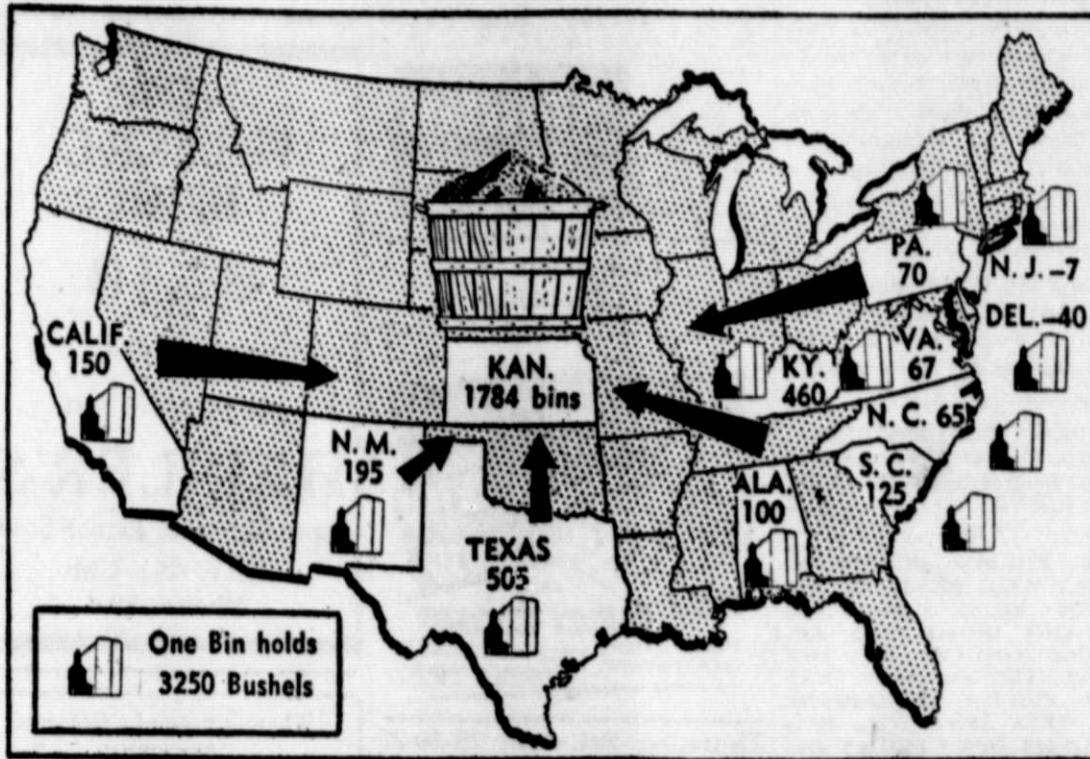 PA.
70
N. J. -7
DEL.-40
CALIF.
150
KAN.
1784 bins
KY.
460
VA.
67
N. C. 65
N. M.
195
S. C.
125
ALA.
100
TEXAS
505
One Bin holds
3250 Bushels